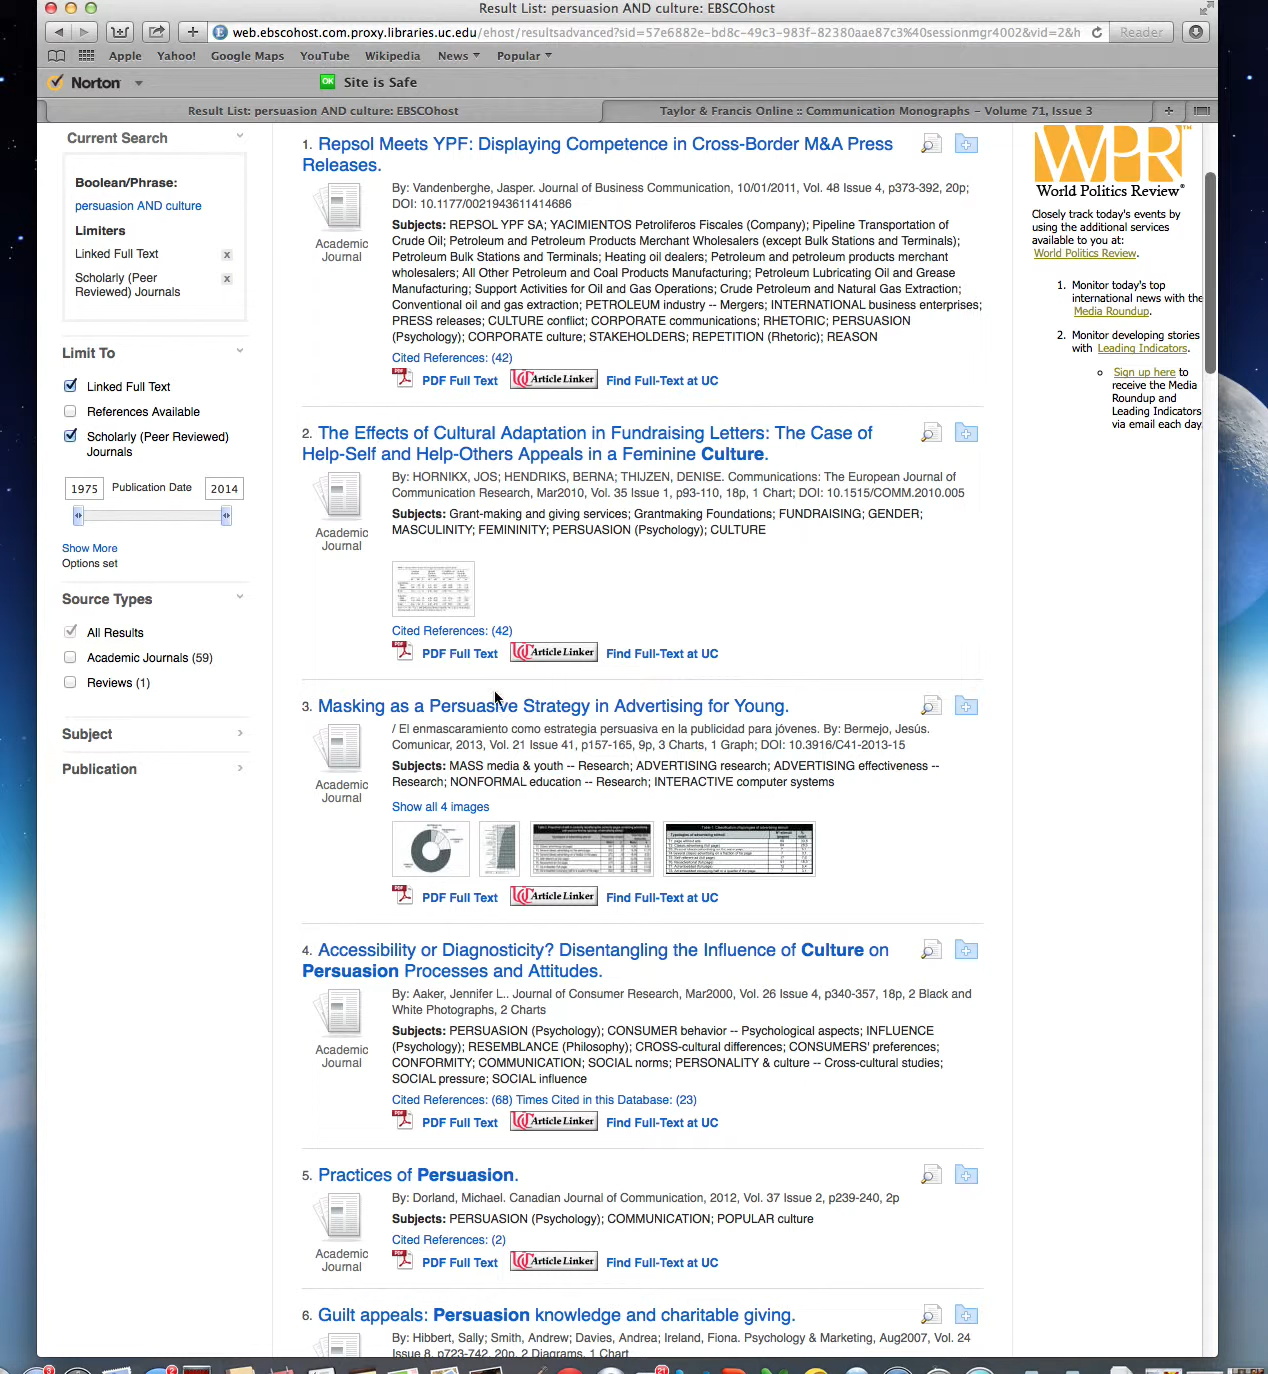 Result List: persuasion AND culture: EBSCOhost
web.ebscohost.com.proxy.libraries.uc.edu/ehost/resultsadvanced?sid=57e6882e-bd8c-49c3-983f-82380aae87c3%40sessionmgr4002&vid=2&h
Reader
Apple Yahoo! Google Maps YouTube Wikipedia News Popular
Norton
OK Site is Safe
Result List: persuasion AND culture: EBSCOhost
Taylor & Francis Online :: Communication Monographs – Volume 71, Issue 3
Current Search
Boolean/Phrase:
persuasion AND culture
Limiters
Linked Full Text x
Scholarly (Peer x
Reviewed) Journals
Limit To
Linked Full Text
References Available
Scholarly (Peer Reviewed)
Journals
1975 Publication Date 2014
Show More
Options set
Source Types
All Results
Academic Journals (59)
Reviews (1)
Subject
Publication
1. Repsol Meets YPF: Displaying Competence in Cross-Border M&A Press
Releases.
Academic
Journal
By: Vandenberghe, Jasper. Journal of Business Communication, 10/01/2011, Vol. 48 Issue 4, p373-392, 20p;
DOI: 10.1177/0021943611414686
Subjects: REPSOL YPF SA; YACIMIENTOS Petroliferos Fiscales (Company); Pipeline Transportation of
Crude Oil; Petroleum and Petroleum Products Merchant Wholesalers (except Bulk Stations and Terminals);
Petroleum Bulk Stations and Terminals; Heating oil dealers; Petroleum and petroleum products merchant
wholesalers; All Other Petroleum and Coal Products Manufacturing; Petroleum Lubricating Oil and Grease
Manufacturing; Support Activities for Oil and Gas Operations; Crude Petroleum and Natural Gas Extraction;
Conventional oil and gas extraction; PETROLEUM industry -- Mergers; INTERNATIONAL business enterprises;
PRESS releases; CULTURE conflict; CORPORATE communications; RHETORIC; PERSUASION
(Psychology); CORPORATE culture; STAKEHOLDERS; REPETITION (Rhetoric); REASON
Cited References: (42)
PDF Full Text UC Article Linker Find Full-Text at UC
2. The Effects of Cultural Adaptation in Fundraising Letters: The Case of
Help-Self and Help-Others Appeals in a Feminine Culture.
Academic
Journal
By: HORNIKX, JOS; HENDRIKS, BERNA; THIJZEN, DENISE. Communications: The European Journal of
Communication Research, Mar2010, Vol. 35 Issue 1, p93-110, 18p, 1 Chart; DOI: 10.1515/COMM.2010.005
Subjects: Grant-making and giving services; Grantmaking Foundations; FUNDRAISING; GENDER;
MASCULINITY; FEMININITY; PERSUASION (Psychology); CULTURE
Cited References: (42)
PDF Full Text UC Article Linker Find Full-Text at UC
3. Masking as a Persuasive Strategy in Advertising for Young.
Academic
Journal
/ El enmascaramiento como estrategia persuasiva en la publicidad para jóvenes. By: Bermejo, Jesús.
Comunicar, 2013, Vol. 21 Issue 41, p157-165, 9p, 3 Charts, 1 Graph; DOI: 10.3916/C41-2013-15
Subjects: MASS media & youth -- Research; ADVERTISING research; ADVERTISING effectiveness --
Research; NONFORMAL education -- Research; INTERACTIVE computer systems
Show all 4 images
PDF Full Text UC Article Linker Find Full-Text at UC
4. Accessibility or Diagnosticity? Disentangling the Influence of Culture on
Persuasion Processes and Attitudes.
Academic
Journal
By: Aaker, Jennifer L.. Journal of Consumer Research, Mar2000, Vol. 26 Issue 4, p340-357, 18p, 2 Black and
White Photographs, 2 Charts
Subjects: PERSUASION (Psychology); CONSUMER behavior -- Psychological aspects; INFLUENCE
(Psychology); RESEMBLANCE (Philosophy); CROSS-cultural differences; CONSUMERS' preferences;
CONFORMITY; COMMUNICATION; SOCIAL norms; PERSONALITY & culture -- Cross-cultural studies;
SOCIAL pressure; SOCIAL influence
Cited References: (68) Times Cited in this Database: (23)
PDF Full Text UC Article Linker Find Full-Text at UC
5. Practices of Persuasion.
Academic
Journal
By: Dorland, Michael. Canadian Journal of Communication, 2012, Vol. 37 Issue 2, p239-240, 2p
Subjects: PERSUASION (Psychology); COMMUNICATION; POPULAR culture
Cited References: (2)
PDF Full Text UC Article Linker Find Full-Text at UC
6. Guilt appeals: Persuasion knowledge and charitable giving.
By: Hibbert, Sally; Smith, Andrew; Davies, Andrea; Ireland, Fiona. Psychology & Marketing, Aug2007, Vol. 24
Issue 8, p723-742, 20p, 2 Diagrams, 1 Chart
WPR™
World Politics Review®
Closely track today's events by
using the additional services
available to you at:
World Politics Review.
1. Monitor today's top
international news with the
Media Roundup.
2. Monitor developing stories
with Leading Indicators.
Sign up here to
receive the Media
Roundup and
Leading Indicators
via email each day